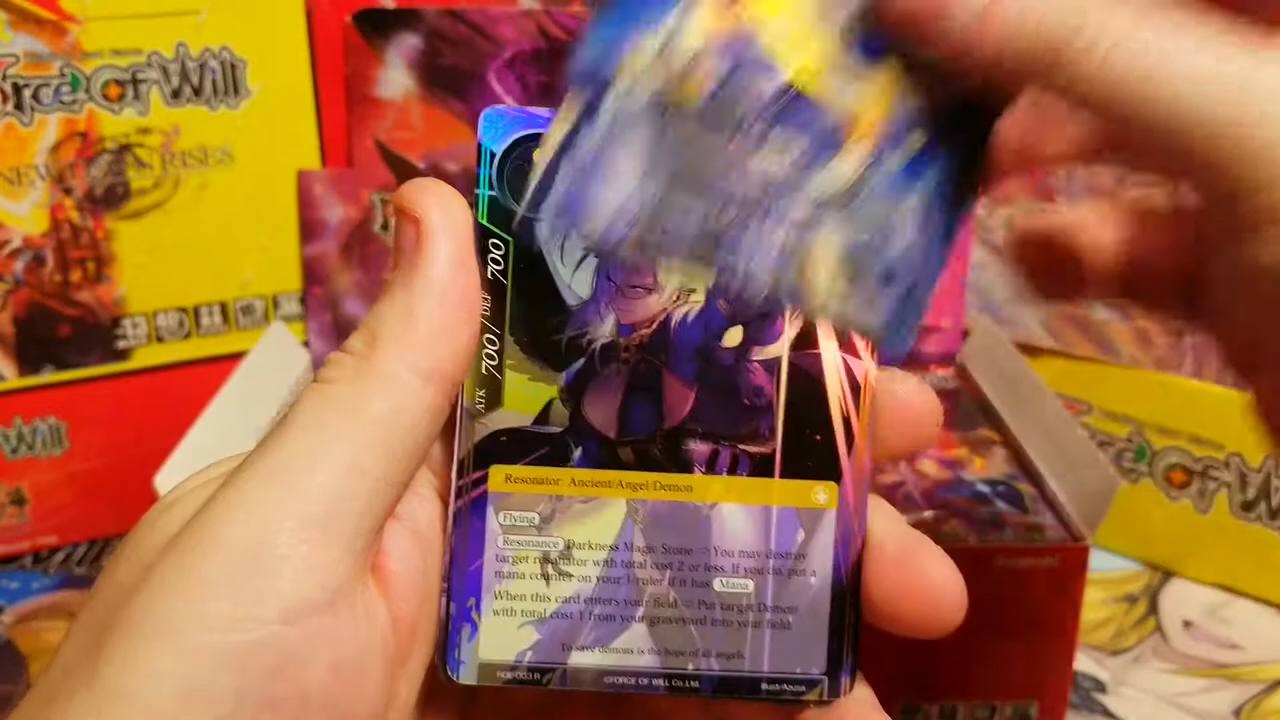 Force Of Will
NEW DAWN RISES
ATK 700 / DEF 700
Resonator: Ancient/Angel/Demon
Flying
Resonance Darkness Magic Stone ⇒ You may destroy
target resonator with total cost 2 or less. If you do, put a
mana counter on your J-ruler if it has Mana
When this card enters your field ⇒ Put target Demon
with total cost 1 from your graveyard into your field.
To save demons is the hope of all angels.
003 R
©FORCE OF WILL Co.,Ltd.
Will
Force Of Wi